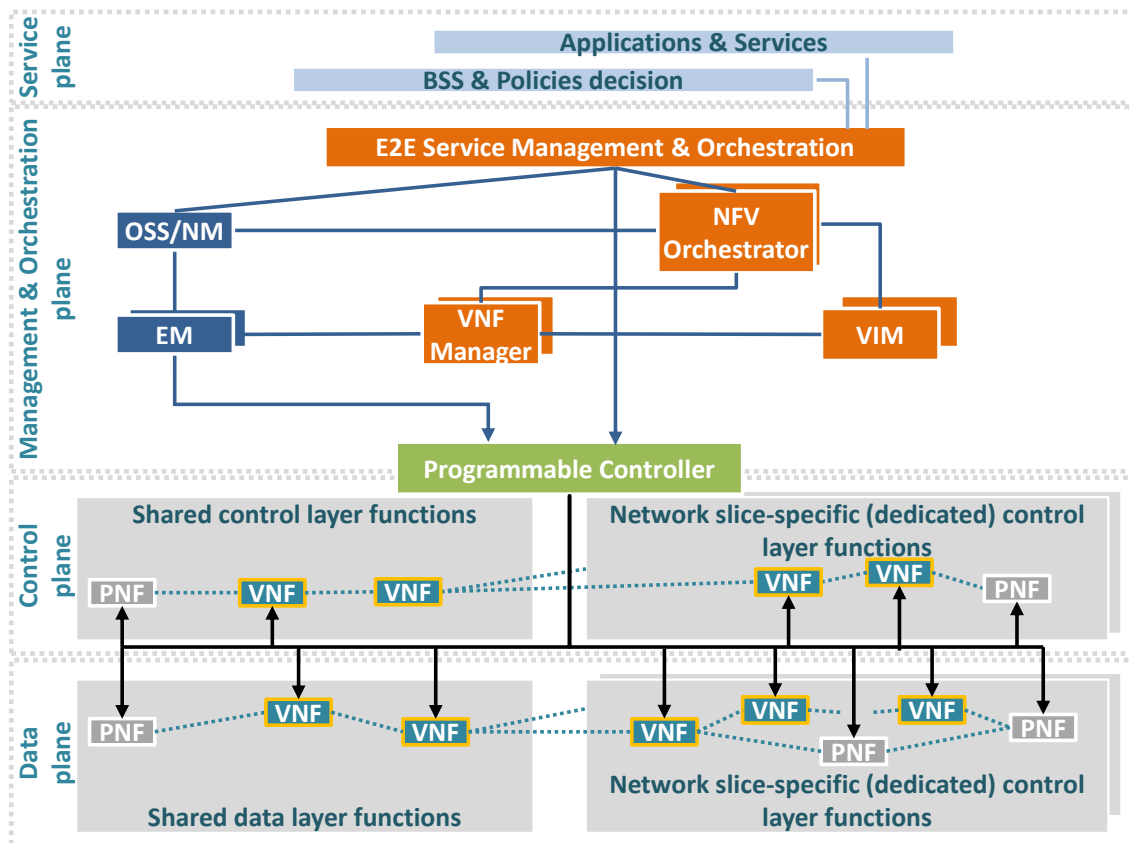 Service
plane
Applications & Services
BSS & Policies decision
Management & Orchestration
plane
E2E Service Management & Orchestration
OSS/NM
NFV
Orchestrator
EM
VNF
Manager
VIM
Programmable Controller
Control
plane
Shared control layer functions
Network slice-specific (dedicated) control
layer functions
PNF
VNF
VNF
VNF
VNF
PNF
Data
plane
PNF
VNF
VNF
VNF
VNF
PNF
VNF
PNF
Shared data layer functions
Network slice-specific (dedicated) control
layer functions